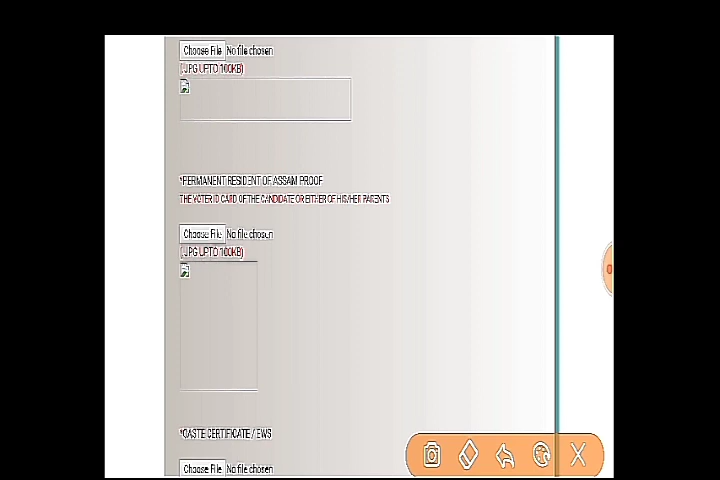 Choose File No file chosen
(.JPG UPTO 100KB)
*PERMANENT RESIDENT OF ASSAM PROOF
THE VOTER ID CARD OF THE CANDIDATE OR EITHER OF HIS/HER PARENTS
Choose File No file chosen
(.JPG UPTO 100KB)
*CASTE CERTIFICATE / EWS
Choose File No file chosen